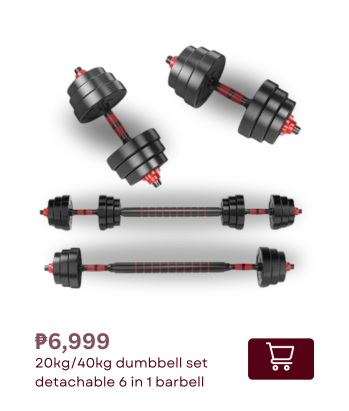 ₱6,999
20kg/40kg dumbbell set
detachable 6 in 1 barbell